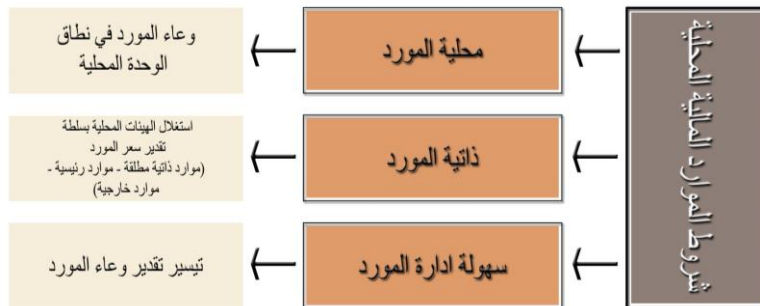 شروط الموارد المالية المحلية
محلية المورد
وعاء المورد في نطاق
الوحدة المحلية
ذاتية المورد
استغلال الهيئات المحلية بسلطة
تقدير سعر المورد
(موارد ذاتية مطلقة - موارد رئيسية -
موارد خارجية)
سهولة ادارة المورد
تيسير تقدير وعاء المورد